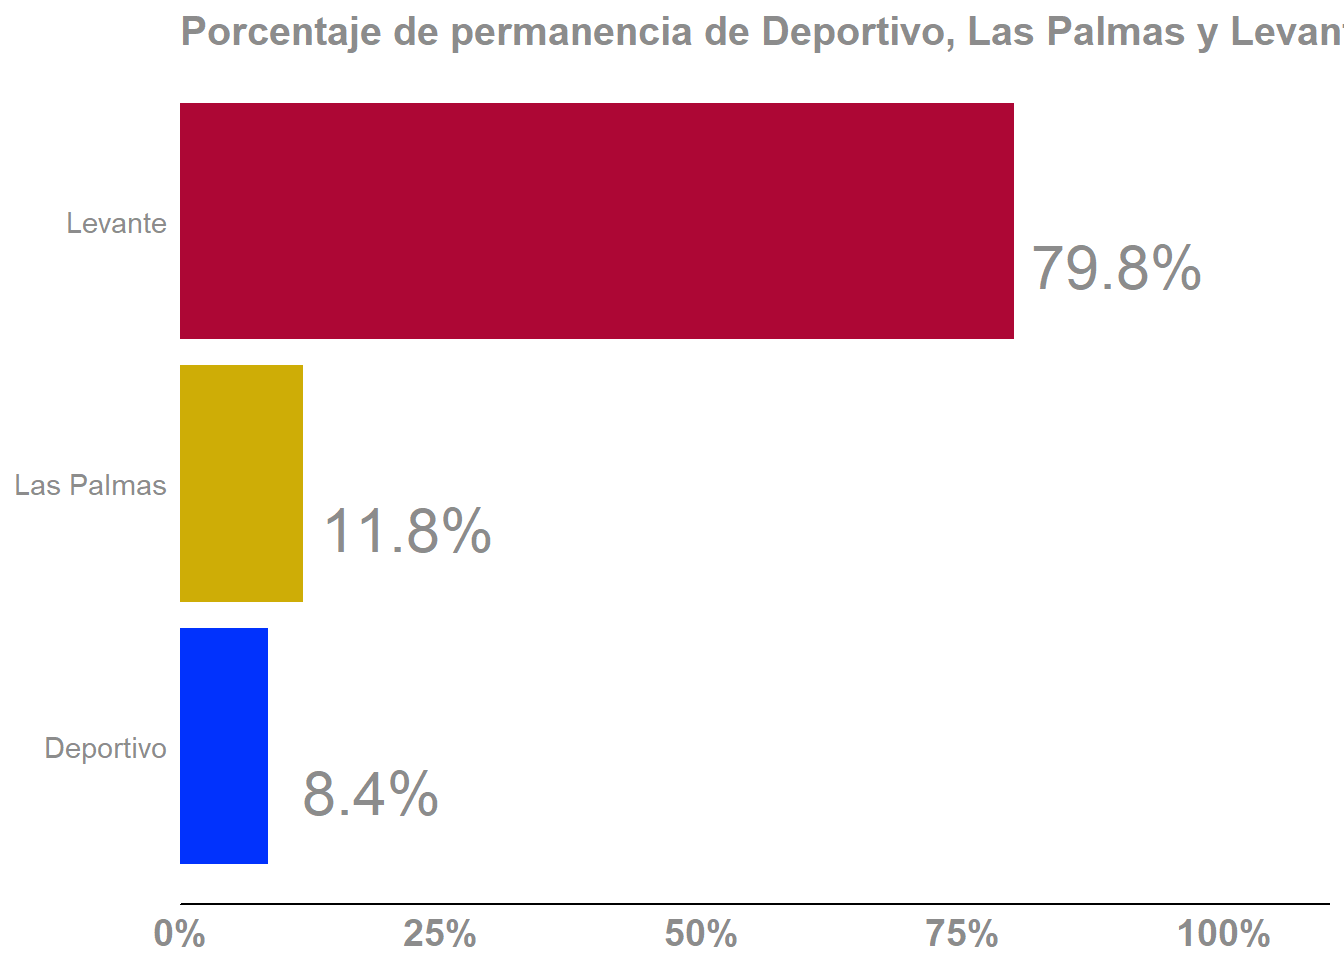 Porcentaje de permanencia de Deportivo, Las Palmas y Levan
Levante
79.8%
Las Palmas
11.8%
Deportivo
8.4%
0% 25% 50% 75% 100%